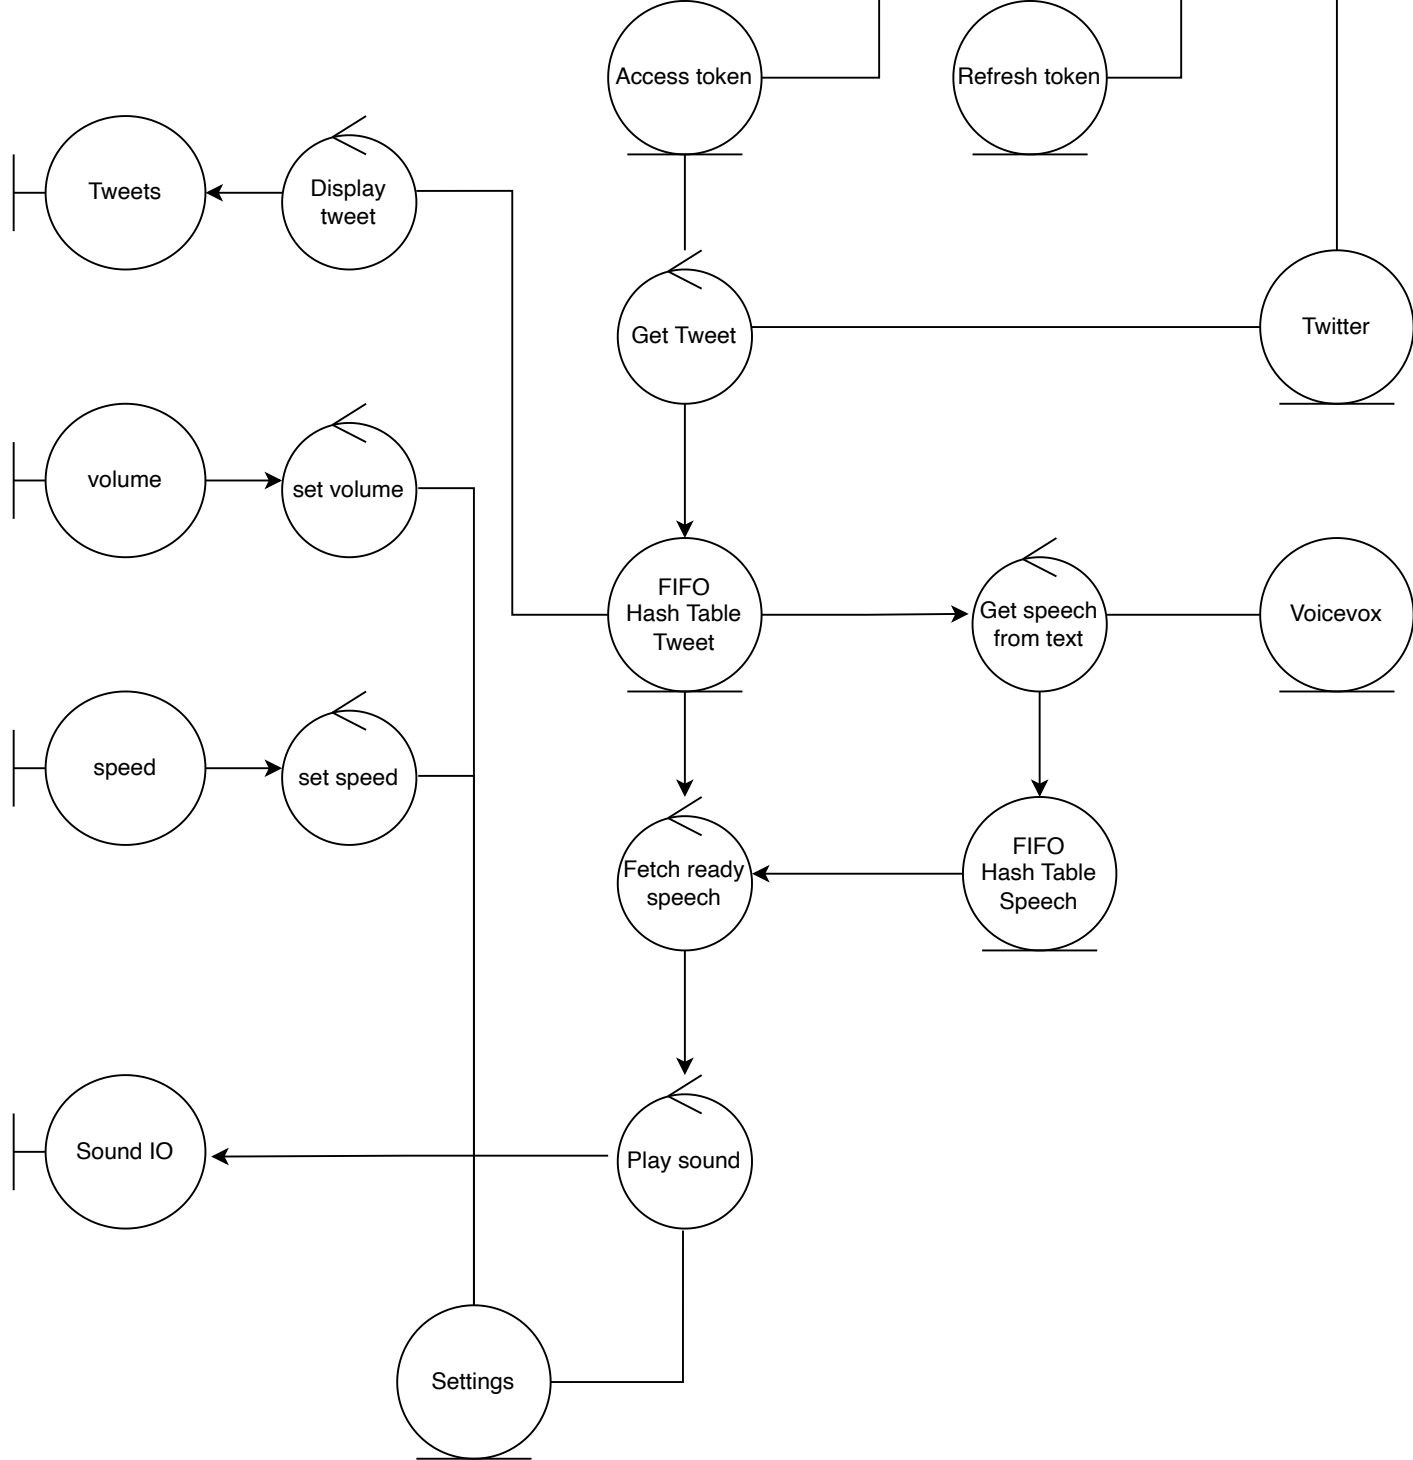 Access token
Refresh token
Tweets
Display
tweet
Get Tweet
Twitter
volume
set volume
FIFO
Hash Table
Tweet
Get speech
from text
Voicevox
speed
set speed
Fetch ready
speech
FIFO
Hash Table
Speech
Sound IO
Play sound
Settings